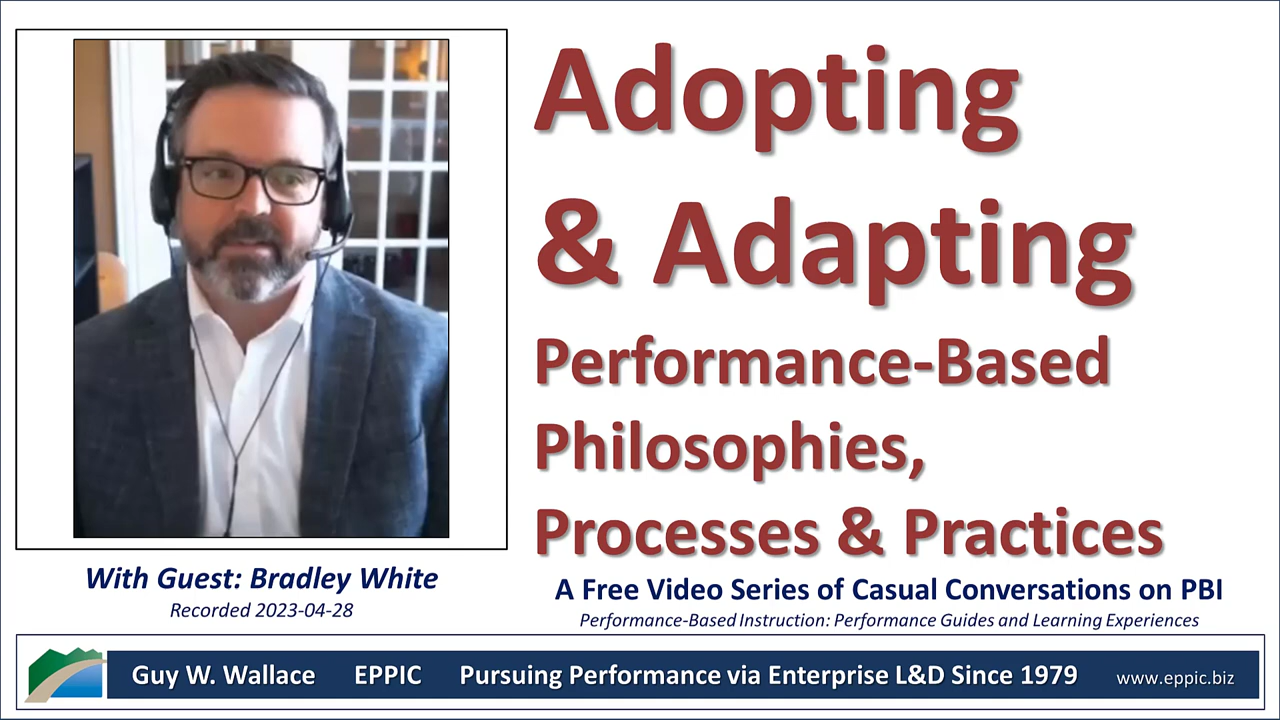 Adopting
& Adapting
Performance-Based
Philosophies,
Processes & Practices
With Guest: Bradley White
Recorded 2023-04-28
A Free Video Series of Casual Conversations on PBI
Performance-Based Instruction: Performance Guides and Learning Experiences
Guy W. Wallace EPPIC Pursuing Performance via Enterprise L&D Since 1979 www.eppic.biz